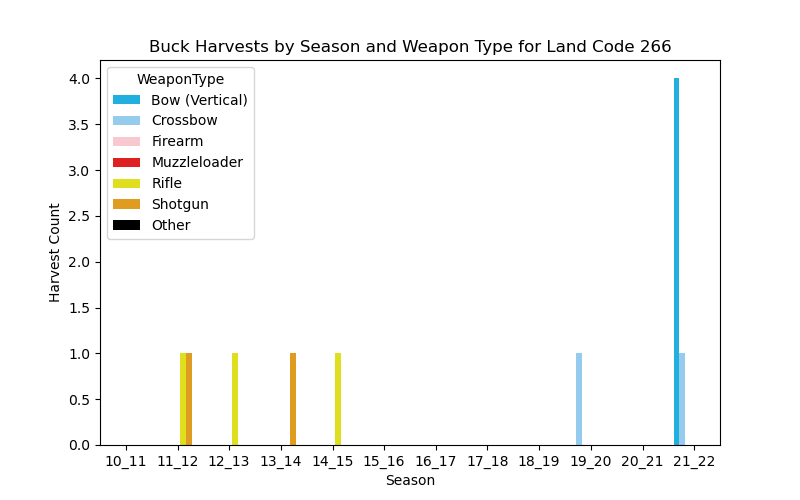 Buck Harvests by Season and Weapon Type for Land Code 266
WeaponType
Bow (Vertical)
Crossbow
Firearm
Muzzleloader
Rifle
Shotgun
Other
Harvest Count
4.0
3.5
3.0
2.5
2.0
1.5
1.0
0.5
0.0
10_11 11_12 12_13 13_14 14_15 15_16 16_17 17_18 18_19 19_20 20_21 21_22
Season